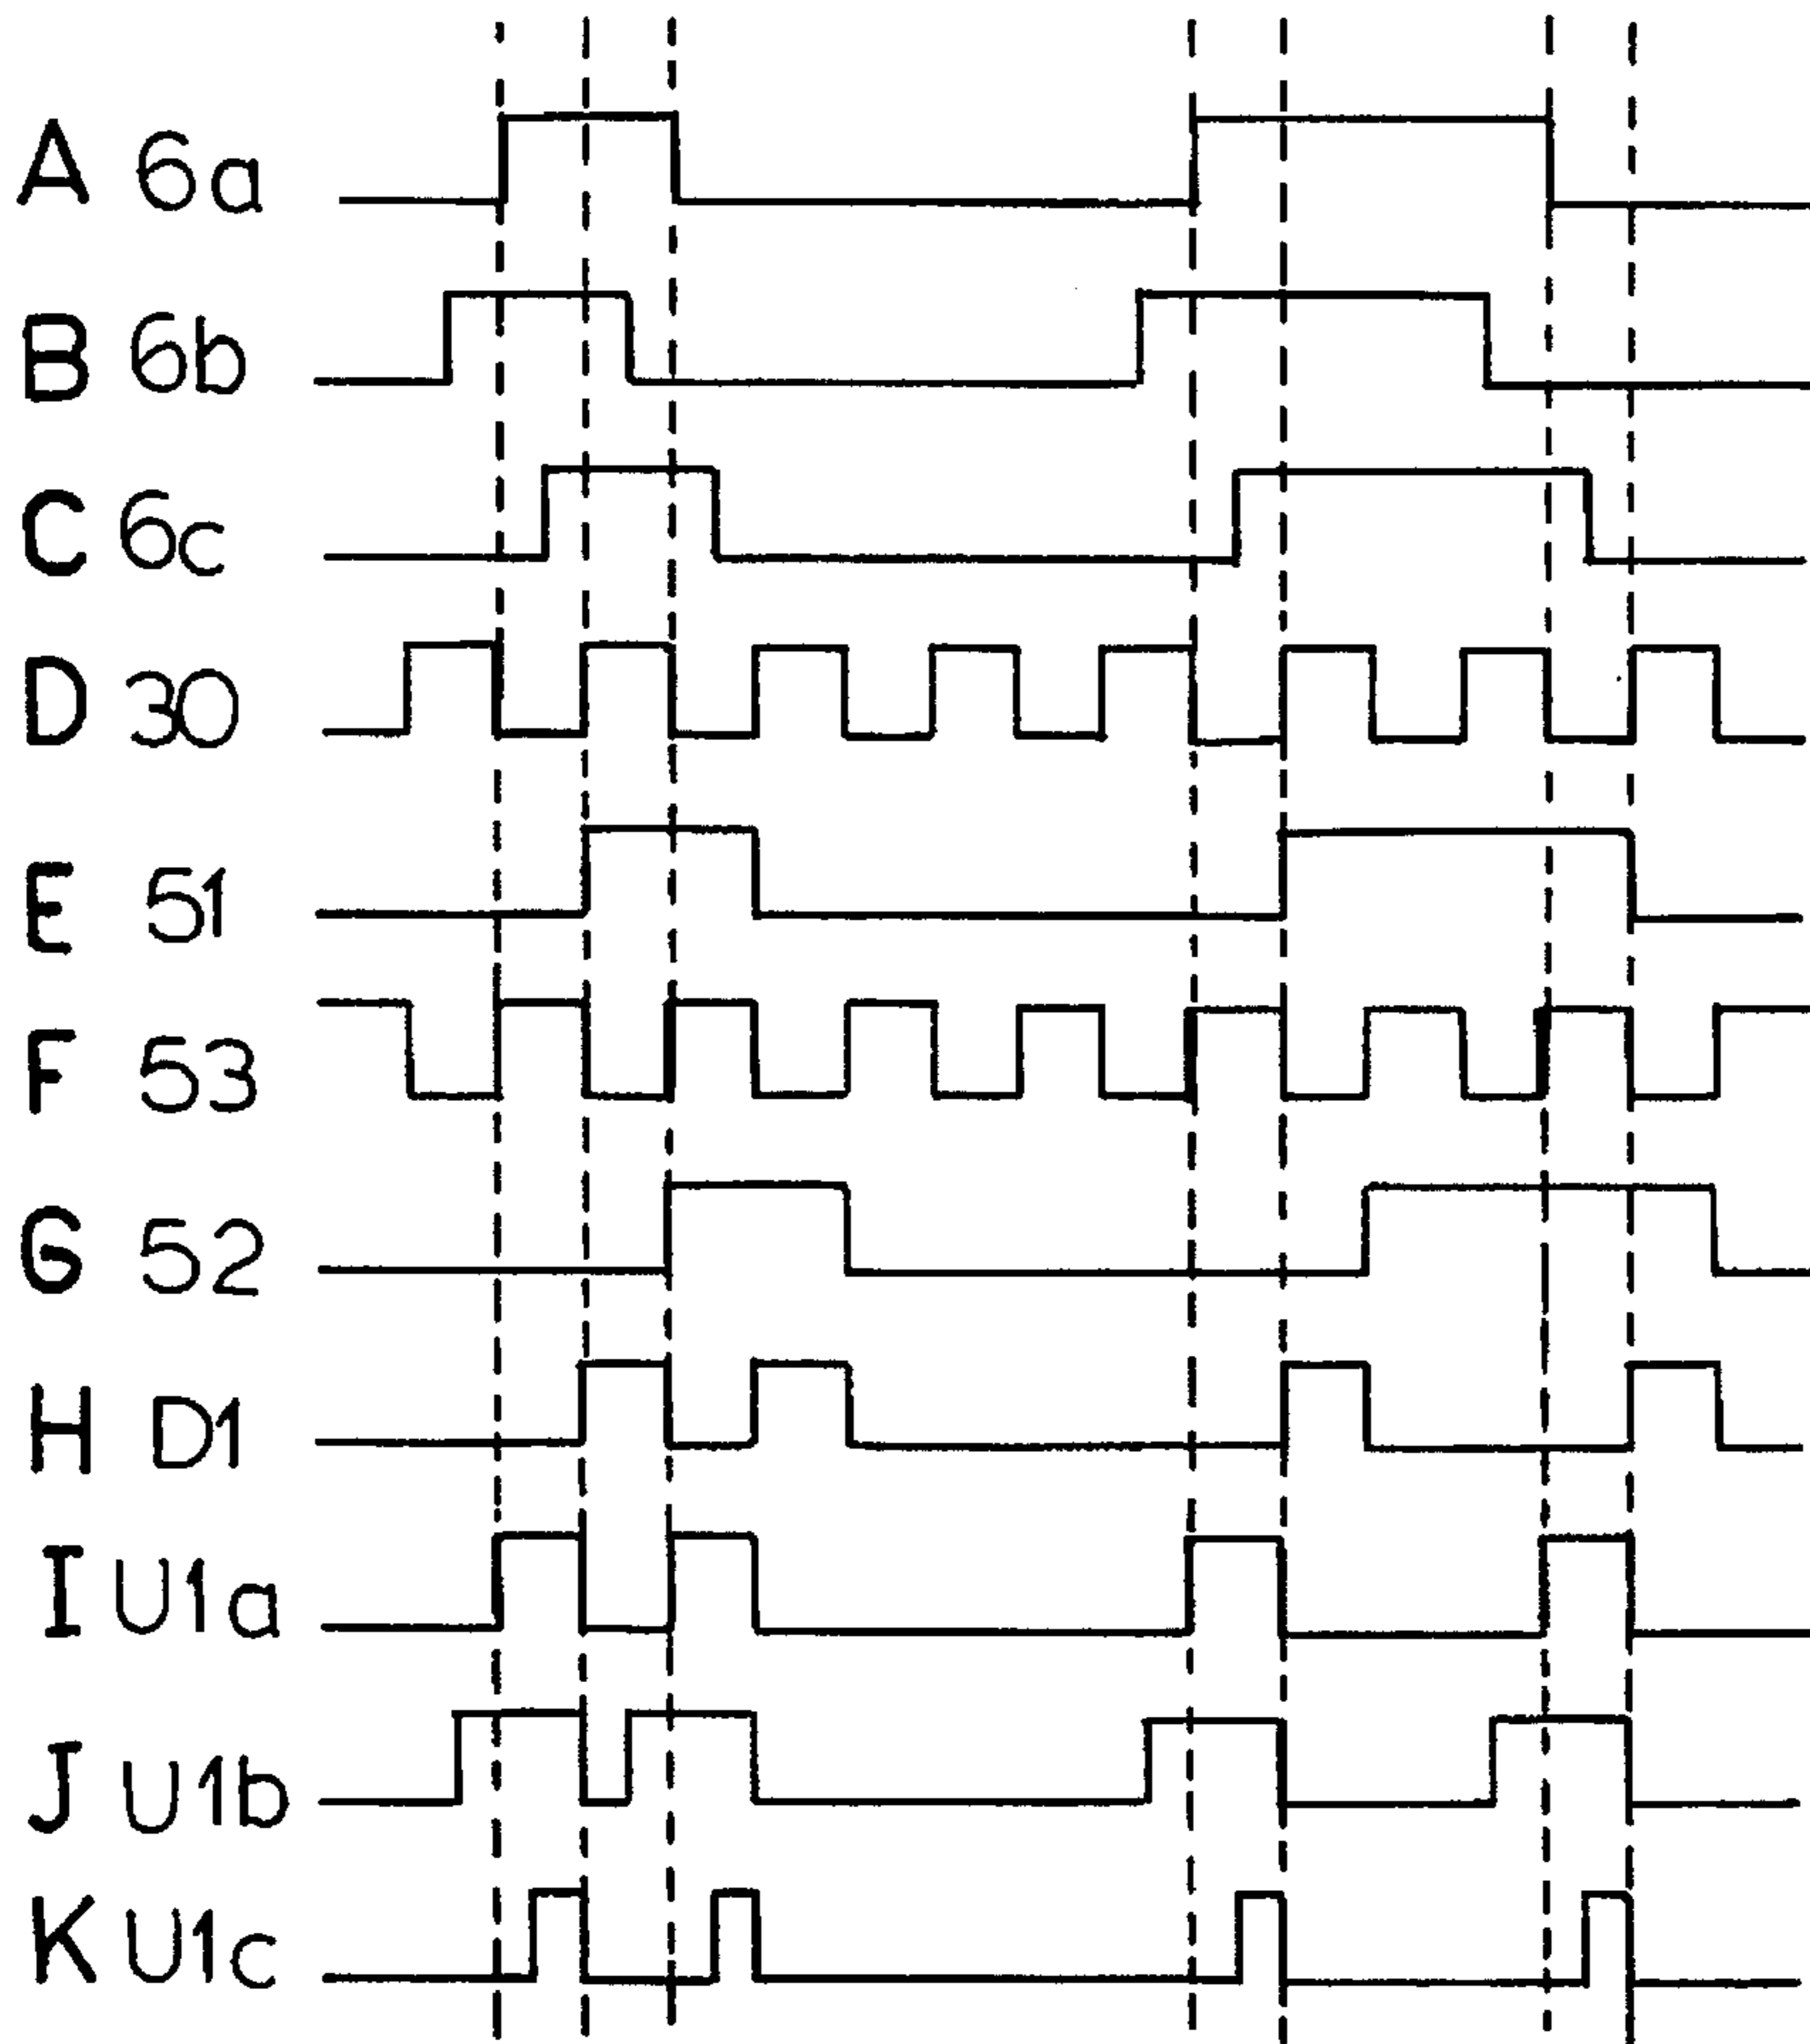 A 6a
B 6b
C 6c
D 30
E 51
F 53
G 52
H D1
I U1a
J U1b
K U1c